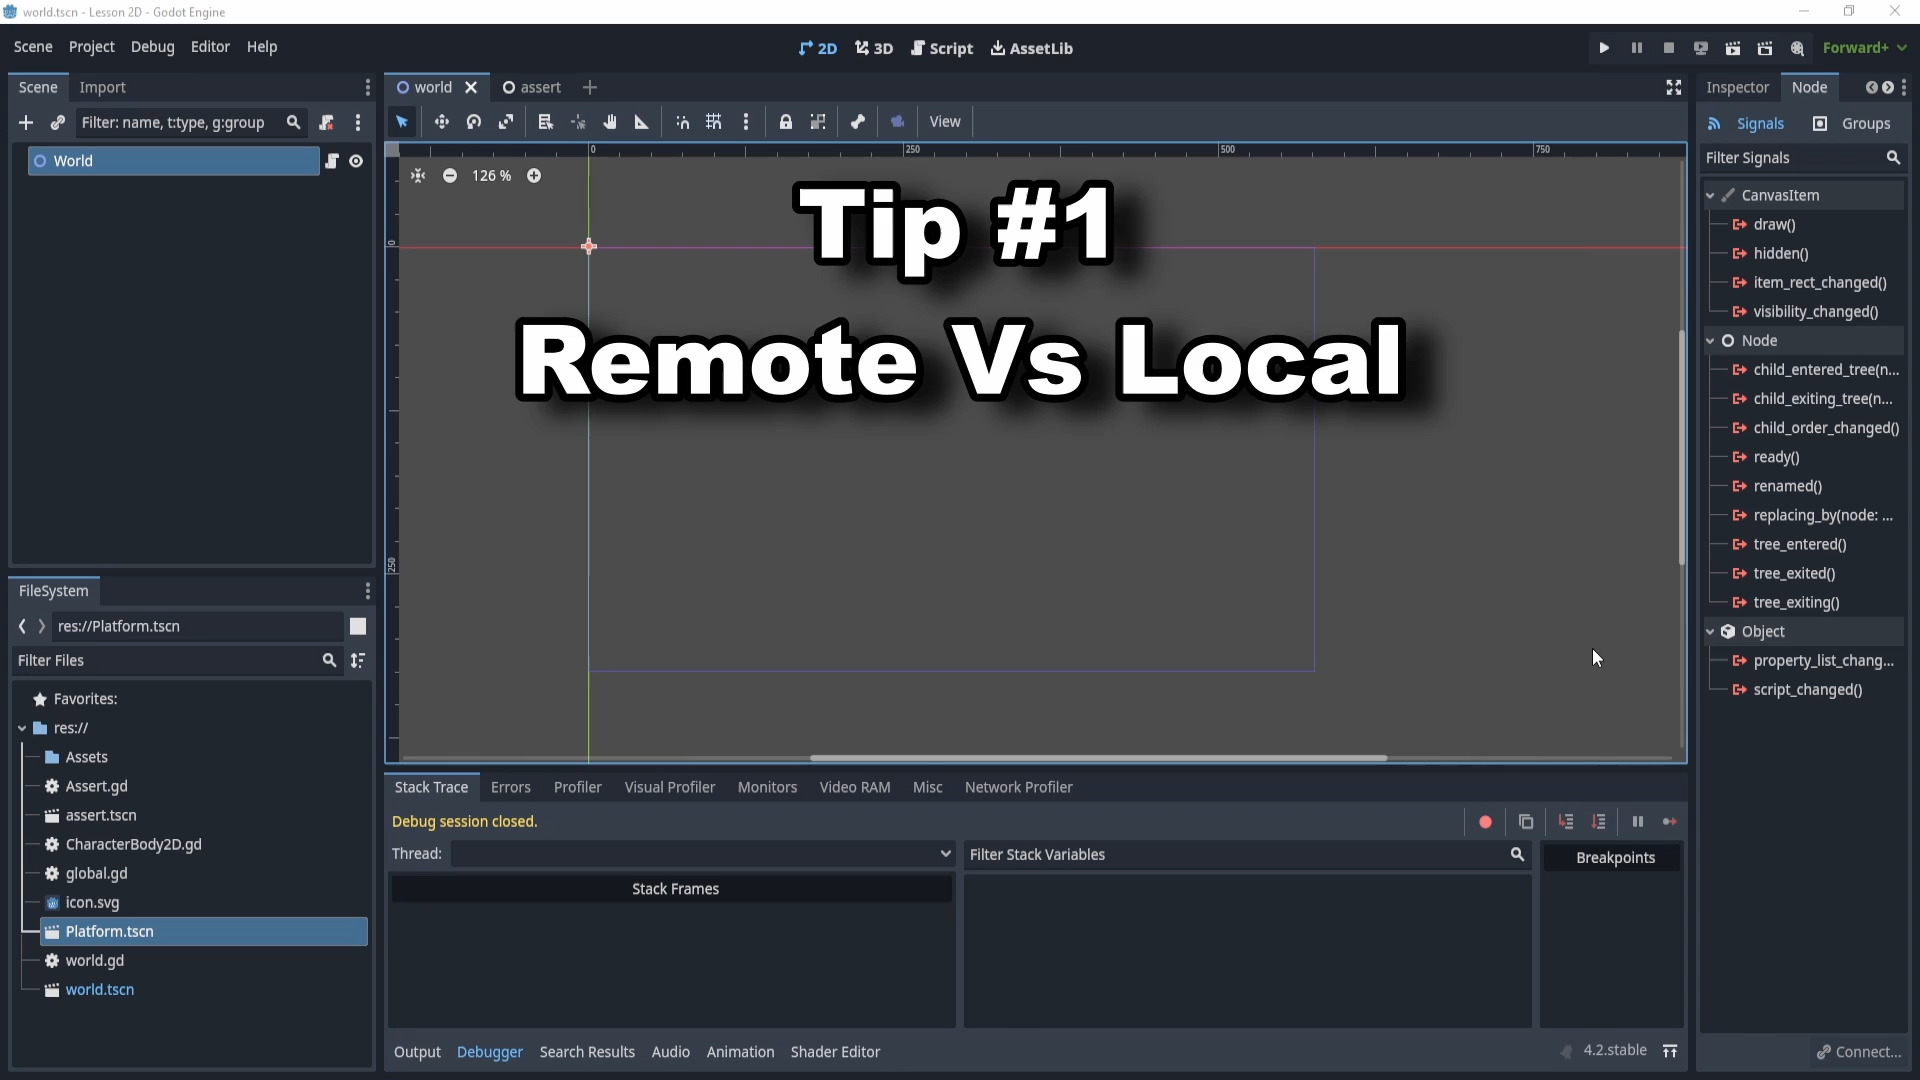 world.tscn - Lesson 2D - Godot Engine
Scene Project Debug Editor Help
2D 3D Script AssetLib
Forward+
Scene Import
Filter: name, t:type, g:group
World
world assert
View
0 250 500 750
0
250
126 %
Tip #1
Remote Vs Local
FileSystem
res://Platform.tscn
Filter Files
Favorites:
res://
Assets
Assert.gd
assert.tscn
CharacterBody2D.gd
global.gd
icon.svg
Platform.tscn
world.gd
world.tscn
Stack Trace Errors Profiler Visual Profiler Monitors Video RAM Misc Network Profiler
Debug session closed.
Thread:
Filter Stack Variables
Breakpoints
Stack Frames
Output Debugger Search Results Audio Animation Shader Editor
4.2.stable
Inspector Node
Signals Groups
Filter Signals
CanvasItem
draw()
hidden()
item_rect_changed()
visibility_changed()
Node
child_entered_tree(n...
child_exiting_tree(n...
child_order_changed()
ready()
renamed()
replacing_by(node: ...
tree_entered()
tree_exited()
tree_exiting()
Object
property_list_chang...
script_changed()
Connect...